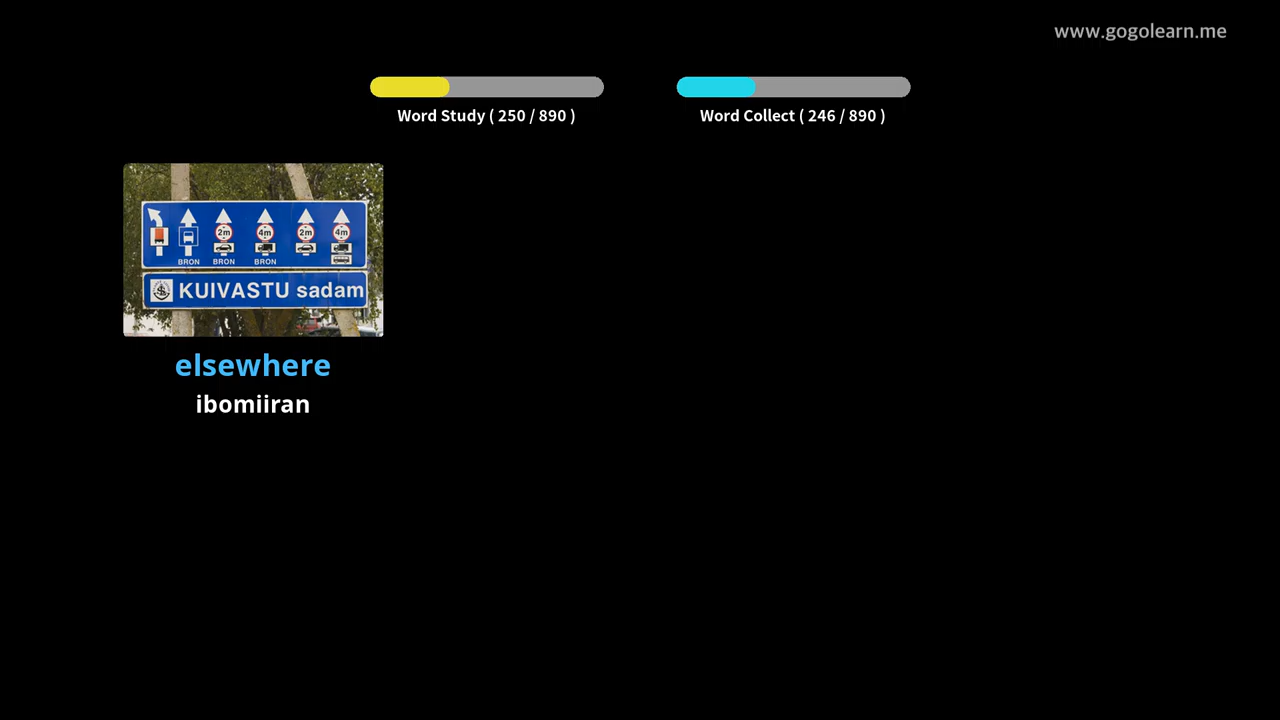 www.gogolearn.me
Word Study ( 250 / 890 )
Word Collect ( 246 / 890 )
2m 4m 2m 4m
BRON BRON BRON
KUIVASTU sadam
elsewhere
ibomiiran